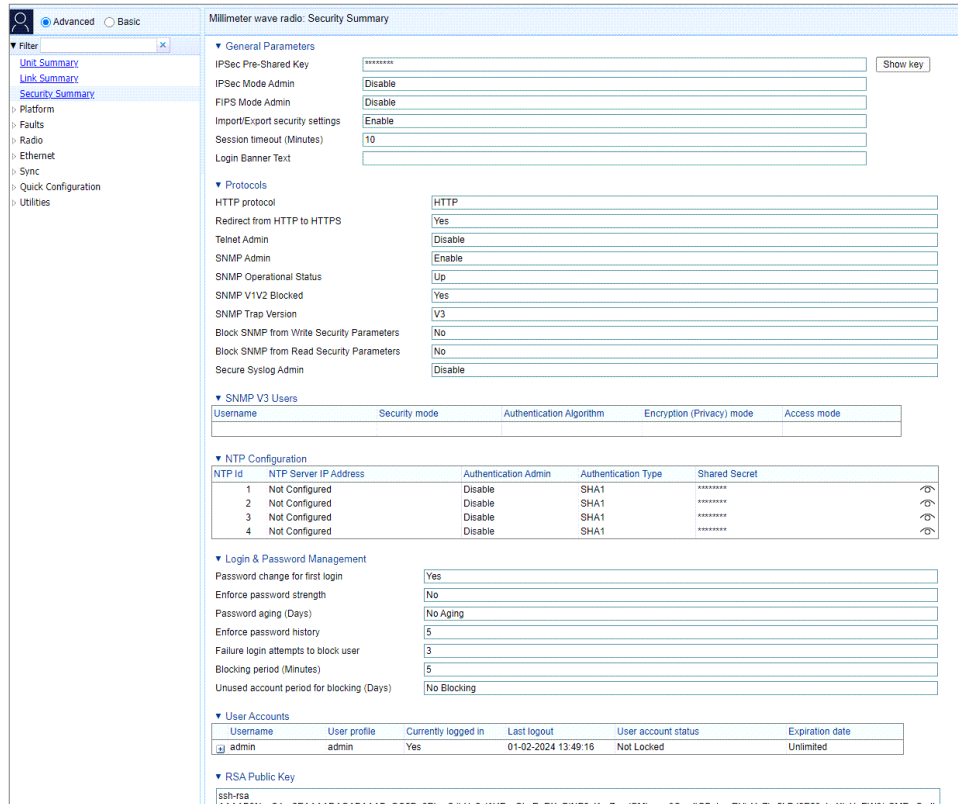 Advanced Basic
Millimeter wave radio: Security Summary
Filter
Unit Summary
Link Summary
Security Summary
Platform
Faults
Radio
Ethernet
Sync
Quick Configuration
Utilities
General Parameters
IPSec Pre-Shared Key ******** Show key
IPSec Mode Admin Disable
FIPS Mode Admin Disable
Import/Export security settings Enable
Session timeout (Minutes) 10
Login Banner Text
Protocols
HTTP protocol HTTP
Redirect from HTTP to HTTPS Yes
Telnet Admin Disable
SNMP Admin Enable
SNMP Operational Status Up
SNMP V1V2 Blocked Yes
SNMP Trap Version V3
Block SNMP from Write Security Parameters No
Block SNMP from Read Security Parameters No
Secure Syslog Admin Disable
SNMP V3 Users
Username Security mode Authentication Algorithm Encryption (Privacy) mode Access mode
NTP Configuration
NTP Id NTP Server IP Address Authentication Admin Authentication Type Shared Secret
1 Not Configured Disable SHA1 ********
2 Not Configured Disable SHA1 ********
3 Not Configured Disable SHA1 ********
4 Not Configured Disable SHA1 ********
Login & Password Management
Password change for first login Yes
Enforce password strength No
Password aging (Days) No Aging
Enforce password history 5
Failure login attempts to block user 3
Blocking period (Minutes) 5
Unused account period for blocking (Days) No Blocking
User Accounts
Username User profile Currently logged in Last logout User account status Expiration date
admin admin Yes 01-02-2024 13:49:16 Not Locked Unlimited
RSA Public Key
ssh-rsa